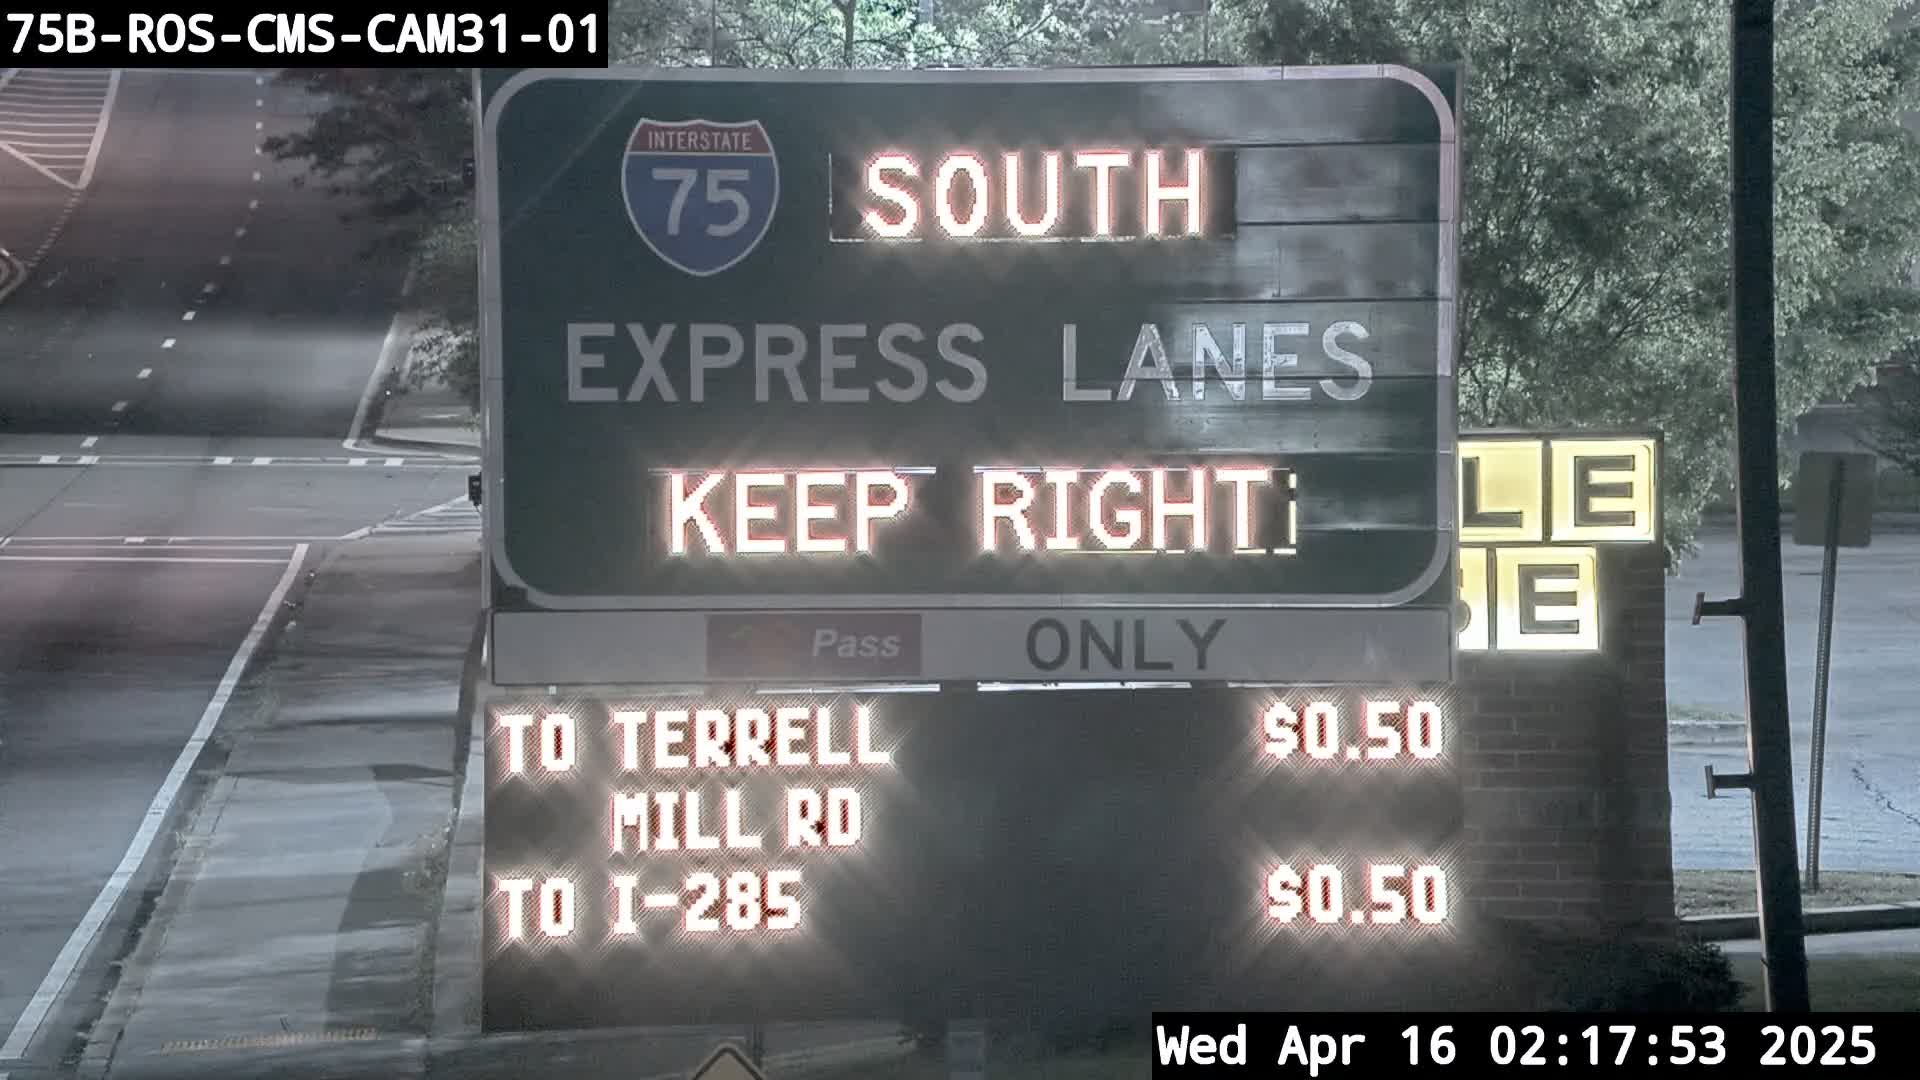 75B-ROS-CMS-CAM31-01
INTERSTATE
75
SOUTH
EXPRESS LANES
KEEP RIGHT
Pass ONLY
TO TERRELL $0.50
MILL RD
TO I-285 $0.50
LE
E
Wed Apr 16 02:17:53 2025